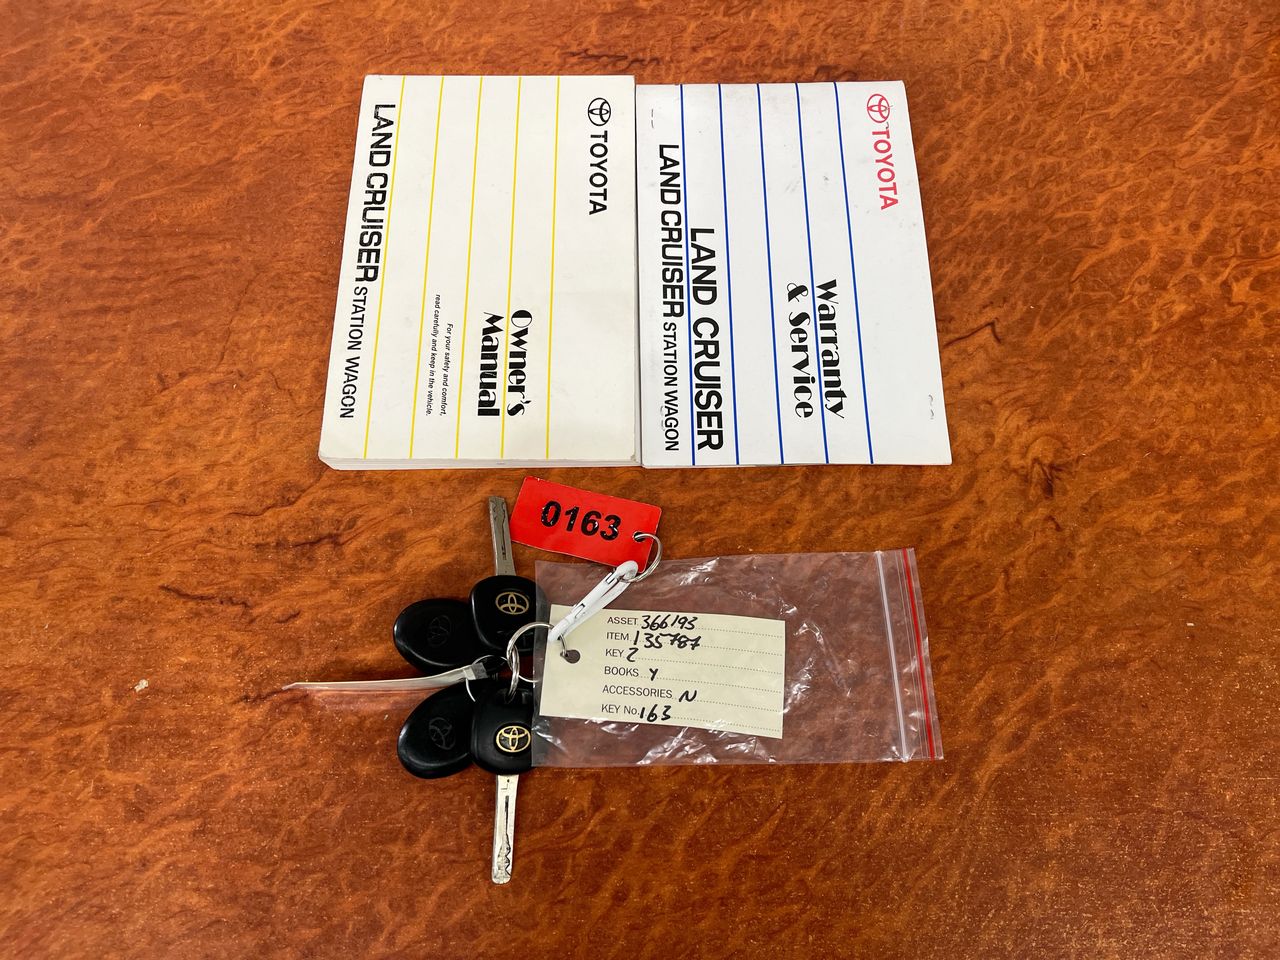 TOYOTA
Owner's
Manual
For your safety and comfort,
read carefully and keep in the vehicle.
LAND CRUISER STATION WAGON
TOYOTA
Warranty
& Service
LAND CRUISER
LAND CRUISER STATION WAGON
0163
ASSET 366193
ITEM 135787
KEY 2
BOOKS Y
ACCESSORIES N
KEY No. 163